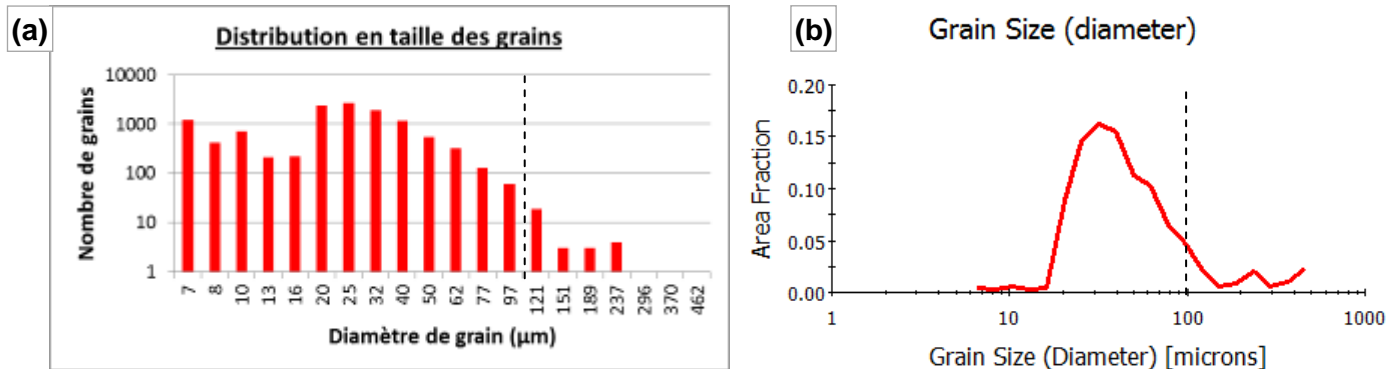 (a)
Distribution en taille des grains
Nombre de grains
10000
1000
100
10
1
7 8 10 13 16 20 25 32 40 50 62 77 97 121 151 189 237 296 370 462
Diamètre de grain (µm)
(b)
Grain Size (diameter)
Area Fraction
0.20
0.15
0.10
0.05
0.00
1 10 100 1000
Grain Size (Diameter) [microns]